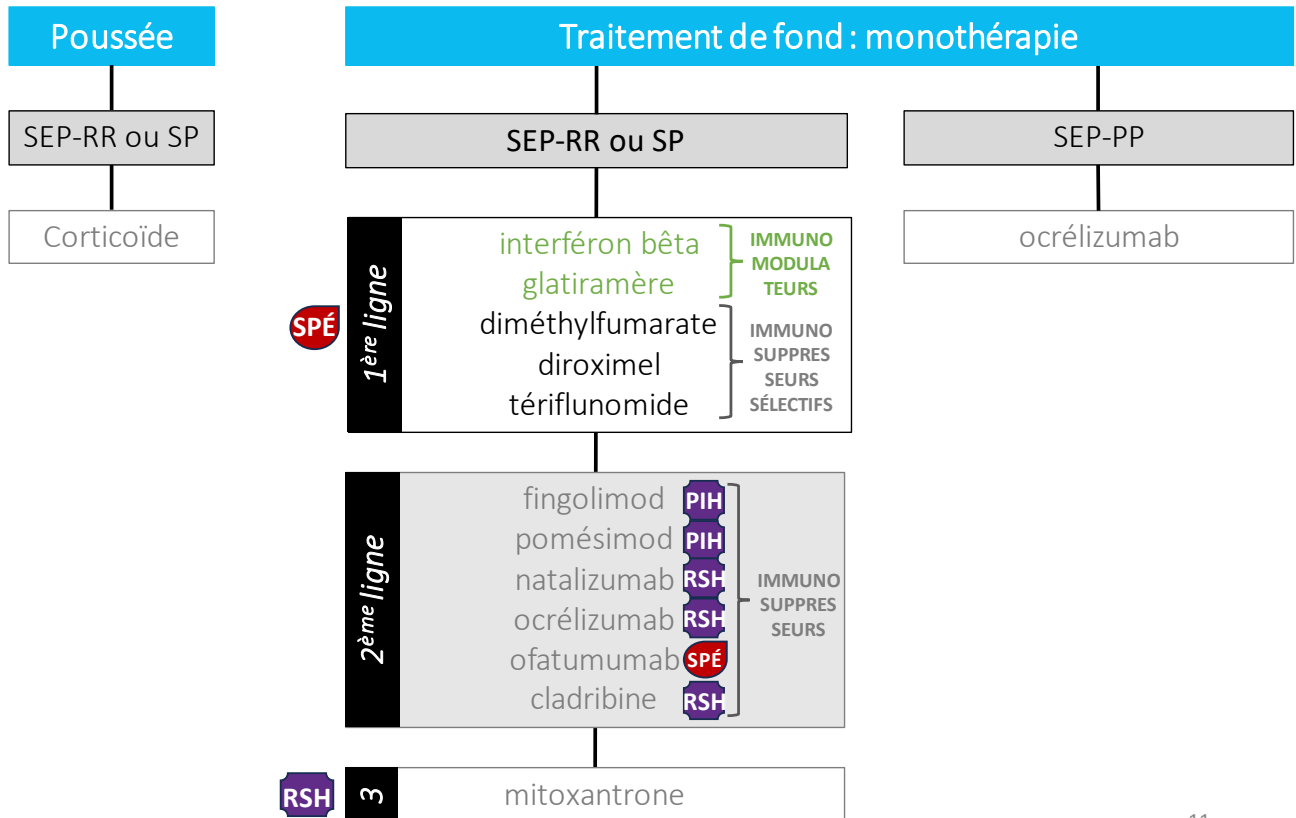 Poussée
Traitement de fond : monothérapie
SEP-RR ou SP
SEP-RR ou SP
SEP-PP
Corticoïde
ocrélizumab
SPÉ
1ère ligne
interféron bêta
glatiramère
IMMUNO
MODULA
TEURS
diméthylfumarate
diroximel
tériflunomide
IMMUNO
SUPPRES
SEURS
SÉLECTIFS
2ème ligne
fingolimod PIH
pomésimod PIH
natalizumab RSH
ocrélizumab RSH
ofatumumab SPÉ
cladribine RSH
IMMUNO
SUPPRES
SEURS
RSH
3
mitoxantrone
11